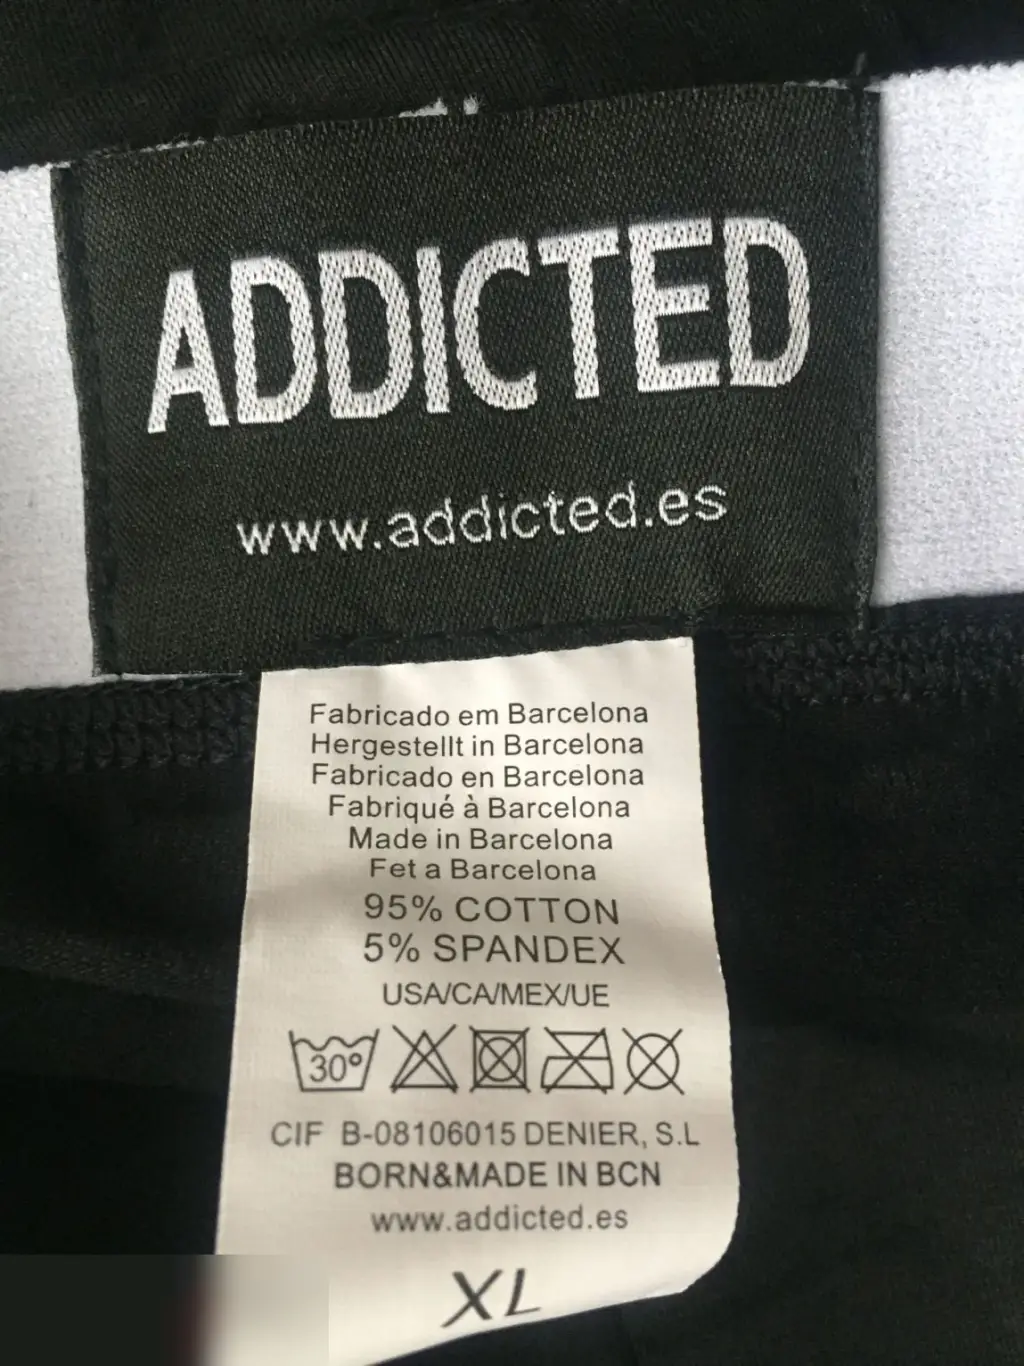 ADDICTED
www.addicted.es
Fabricado em Barcelona
Hergestellt in Barcelona
Fabricado en Barcelona
Fabriqué à Barcelona
Made in Barcelona
Fet a Barcelona
95% COTTON
5% SPANDEX
USA/CA/MEX/UE
30°
CIF B-08106015 DENIER, S.L
BORN&MADE IN BCN
www.addicted.es
XL